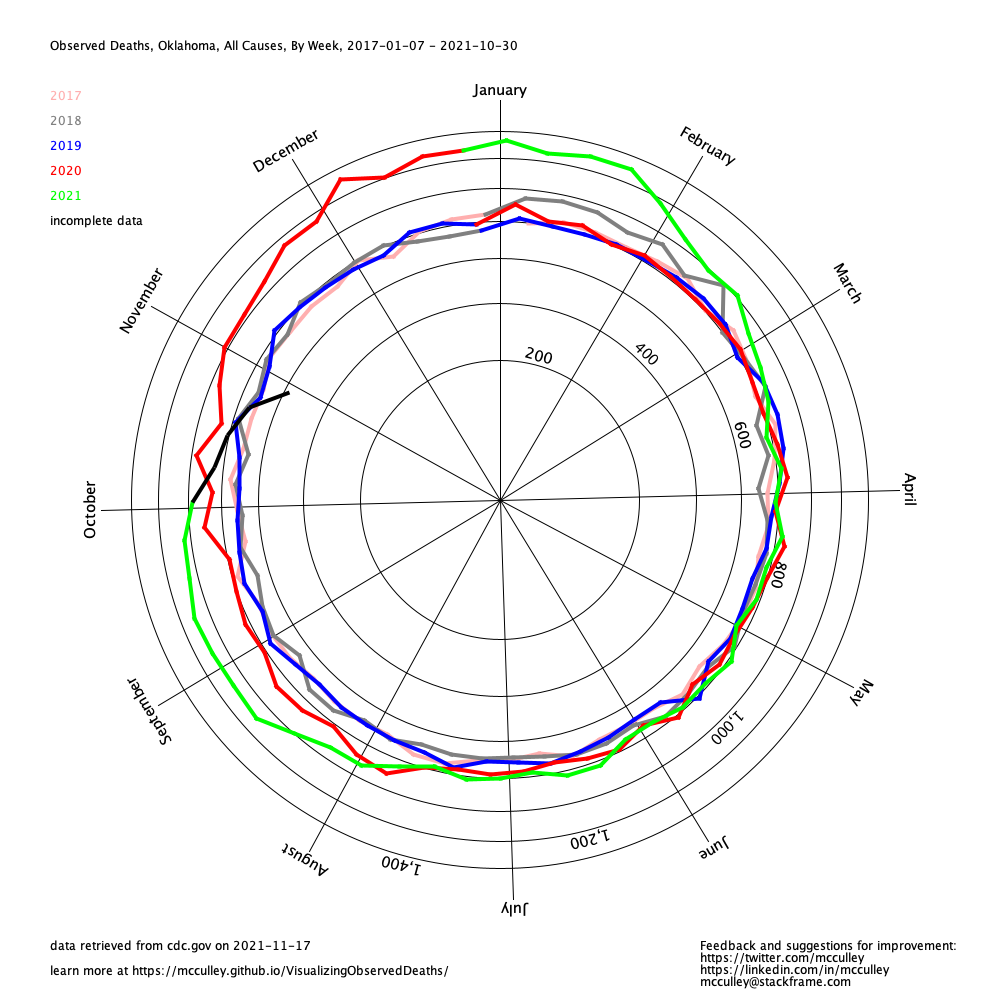 Observed Deaths, Oklahoma, All Causes, By Week, 2017-01-07 - 2021-10-30
2017
2018
2019
2020
2021
incomplete data
January
February
March
April
May
June
July
August
September
October
November
December
200
400
600
800
1,000
1,200
1,400
data retrieved from cdc.gov on 2021-11-17
learn more at https://mcculley.github.io/VisualizingObservedDeaths/
Feedback and suggestions for improvement:
https://twitter.com/mcculley
https://linkedin.com/in/mcculley
mcculley@stackframe.com